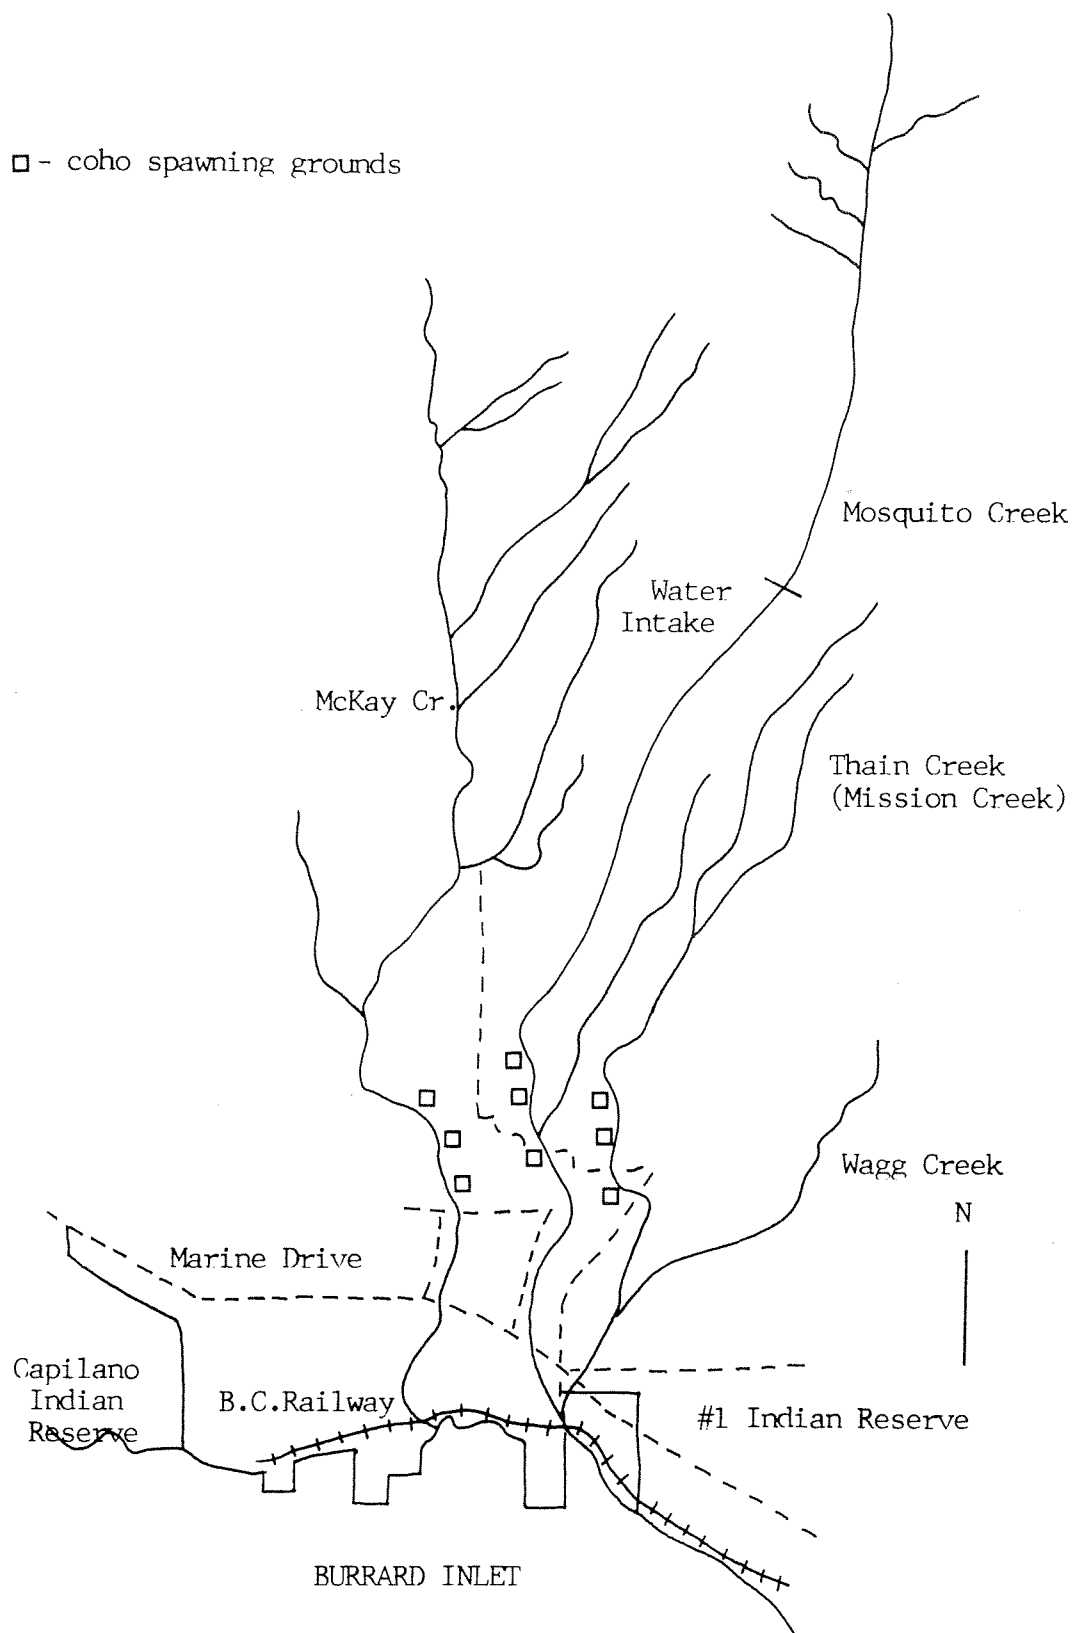 □ - coho spawning grounds
Mosquito Creek
Water
Intake
McKay Cr.
Thain Creek
(Mission Creek)
Wagg Creek
N
Marine Drive
Capilano
Indian
Reserve
B.C.Railway
#1 Indian Reserve
BURRARD INLET